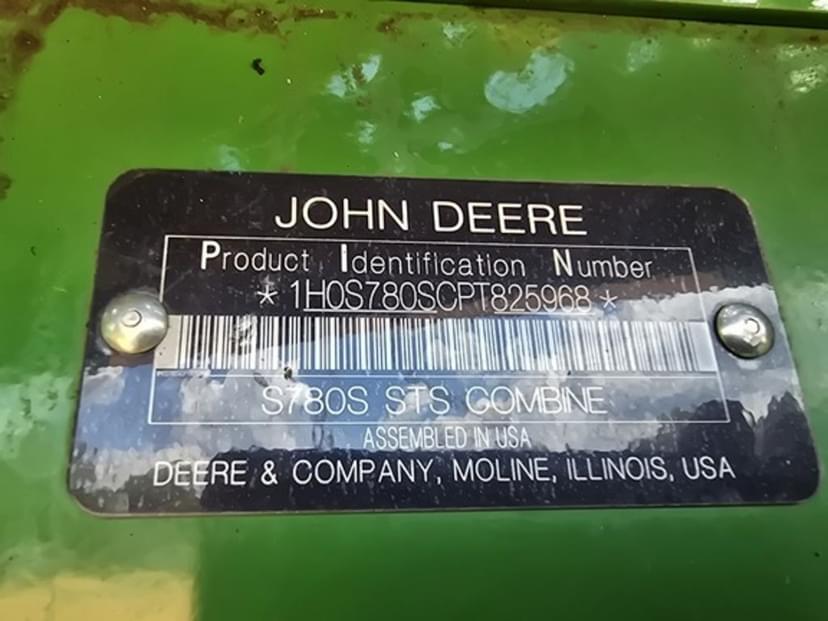 JOHN DEERE
Product Identification Number
* 1H0S780SCPT825968 *
S780S STS COMBINE
ASSEMBLED IN USA
DEERE & COMPANY, MOLINE, ILLINOIS, USA